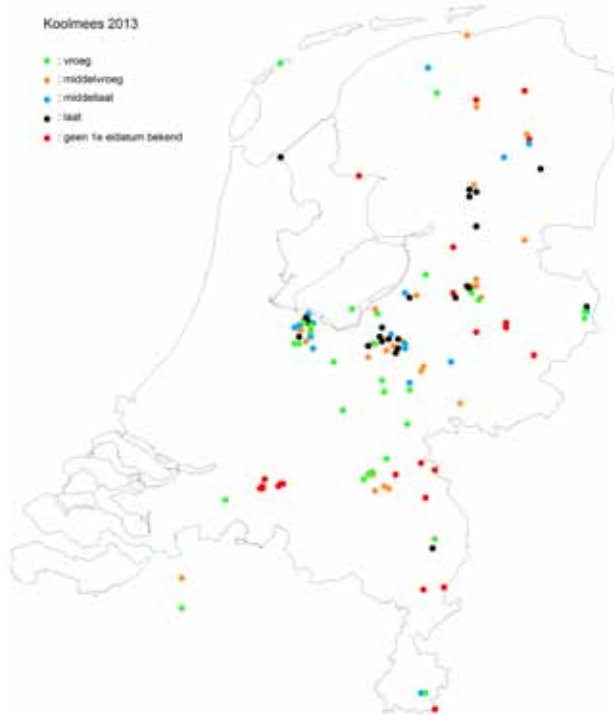 Koolmees 2013
: vroeg
: middelvroeg
: middellaat
: laat
: geen 1e eidatum bekend